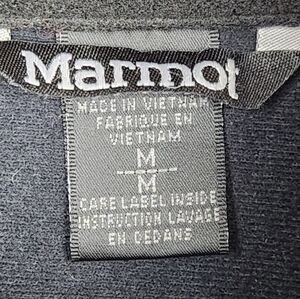 Marmot
MADE IN VIETNAM
FABRIQUE EN
VIETNAM
M
M
CARE LABEL INSIDE
INSTRUCTION LAVAGE
EN DEDANS